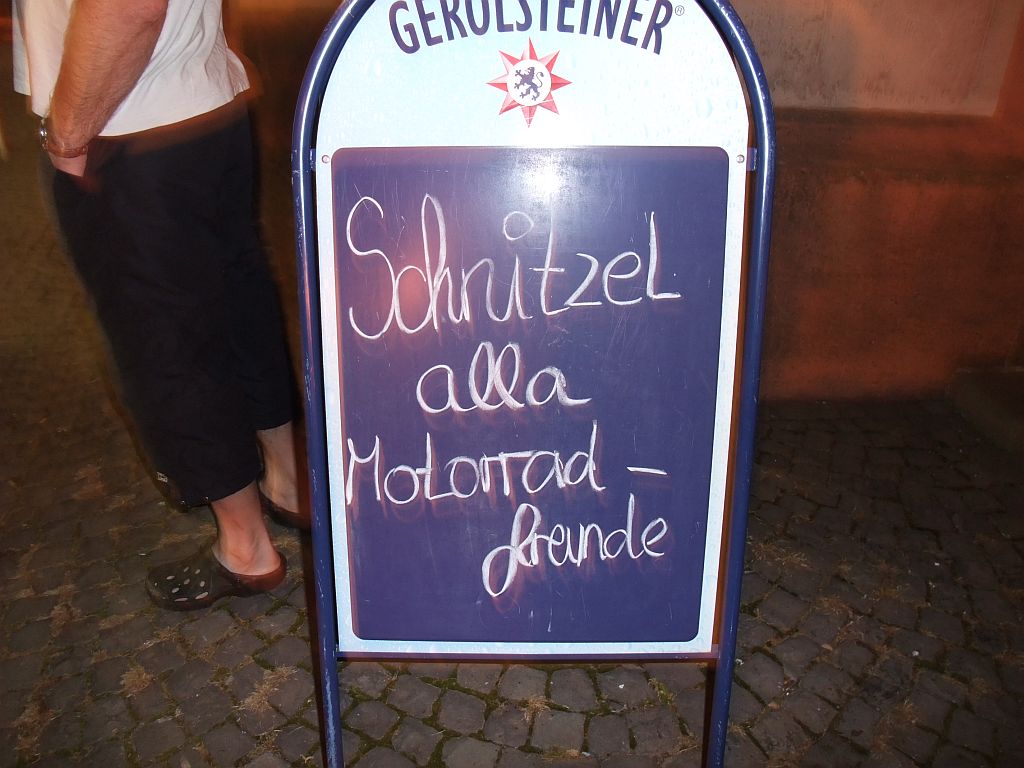 GEROLSTEINER®
Schnitzel
alla
Motorrad-
freunde